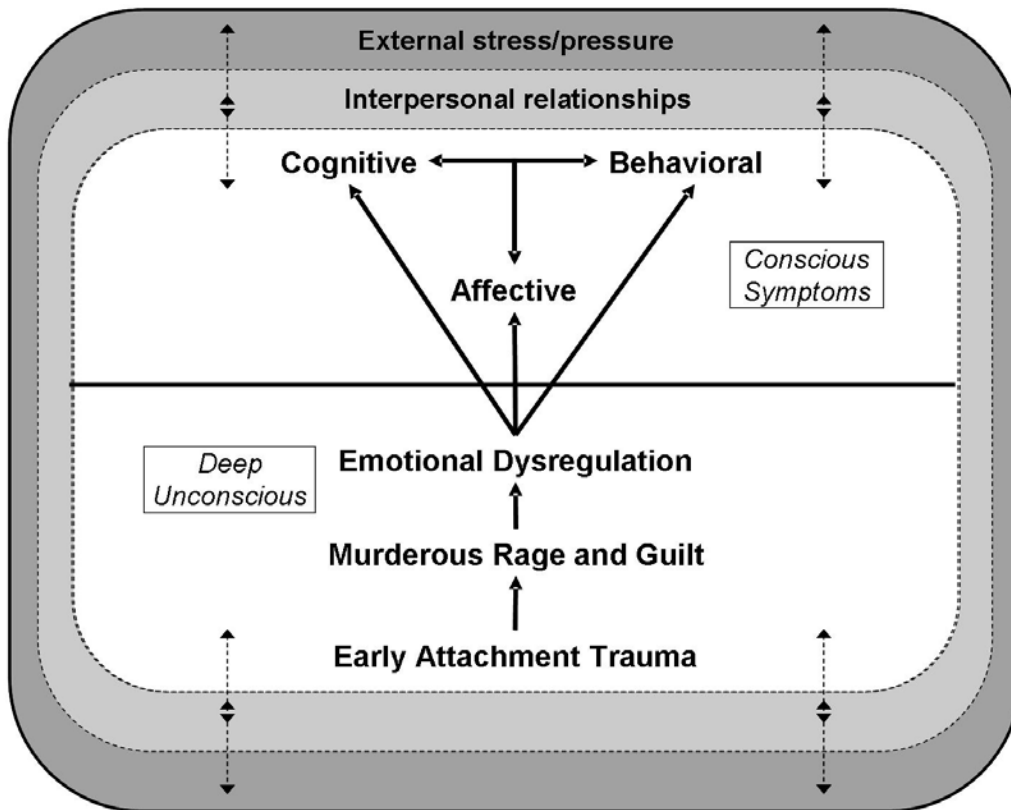 External stress/pressure
Interpersonal relationships
Cognitive
Behavioral
Affective
Conscious
Symptoms
Emotional Dysregulation
Deep
Unconscious
Murderous Rage and Guilt
Early Attachment Trauma